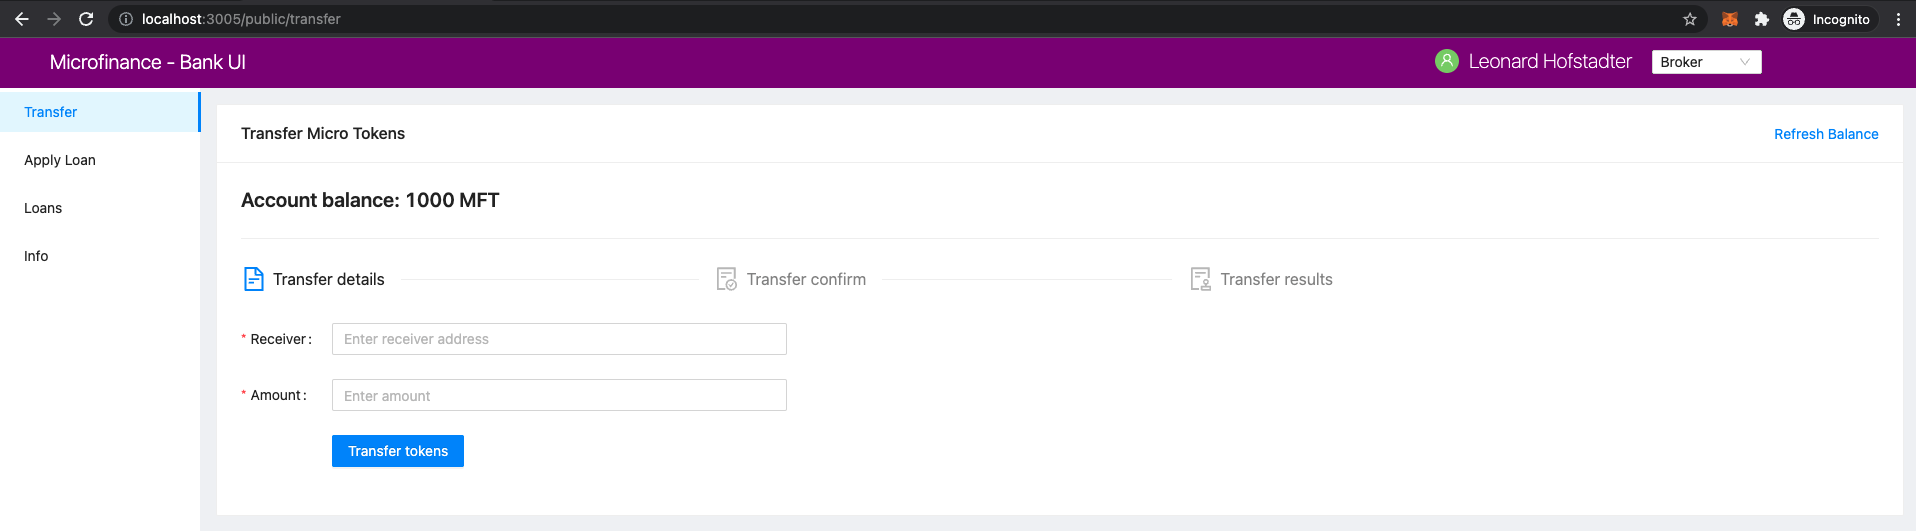 localhost:3005/public/transfer
Incognito
Microfinance - Bank UI
Leonard Hofstadter
Broker
Transfer
Apply Loan
Loans
Info
Transfer Micro Tokens
Refresh Balance
Account balance: 1000 MFT
Transfer details
Transfer confirm
Transfer results
* Receiver:
Enter receiver address
* Amount:
Enter amount
Transfer tokens